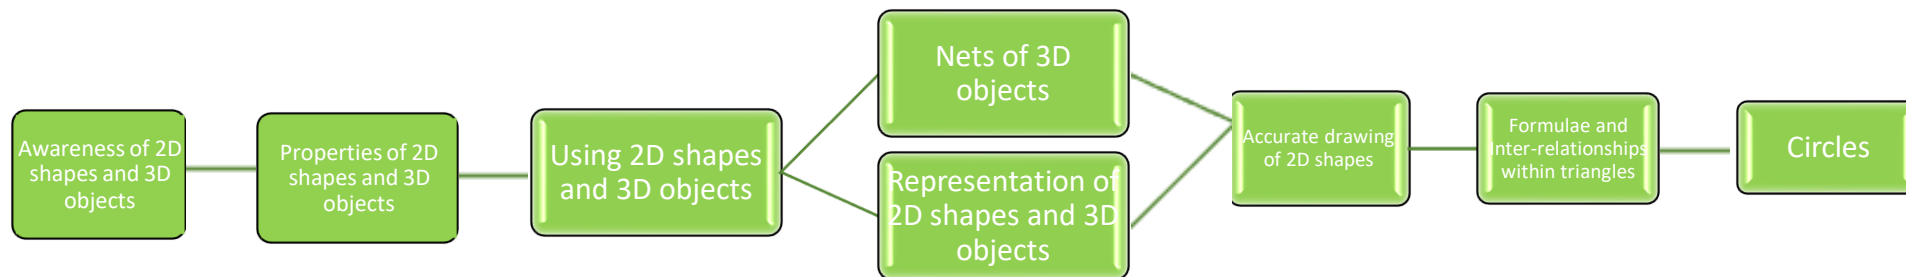 Awareness of 2D
shapes and 3D
objects
Properties of 2D
shapes and 3D
objects
Using 2D shapes
and 3D objects
Nets of 3D
objects
Representation of
2D shapes and 3D
objects
Accurate drawing
of 2D shapes
Formulae and
Inter-relationships
within triangles
Circles